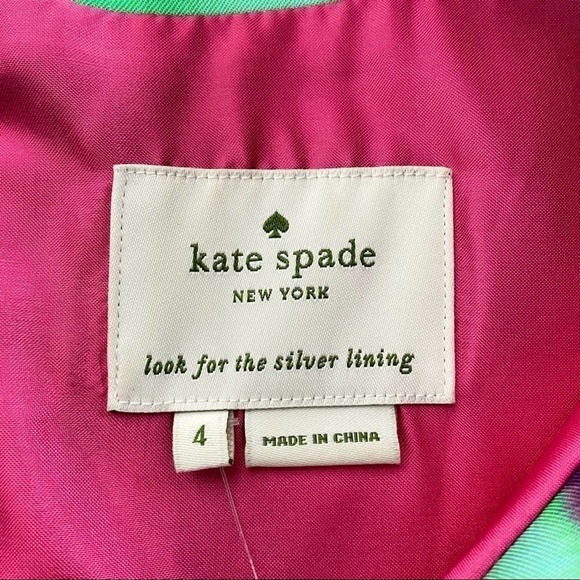 kate spade
NEW YORK
look for the silver lining
4
MADE IN CHINA